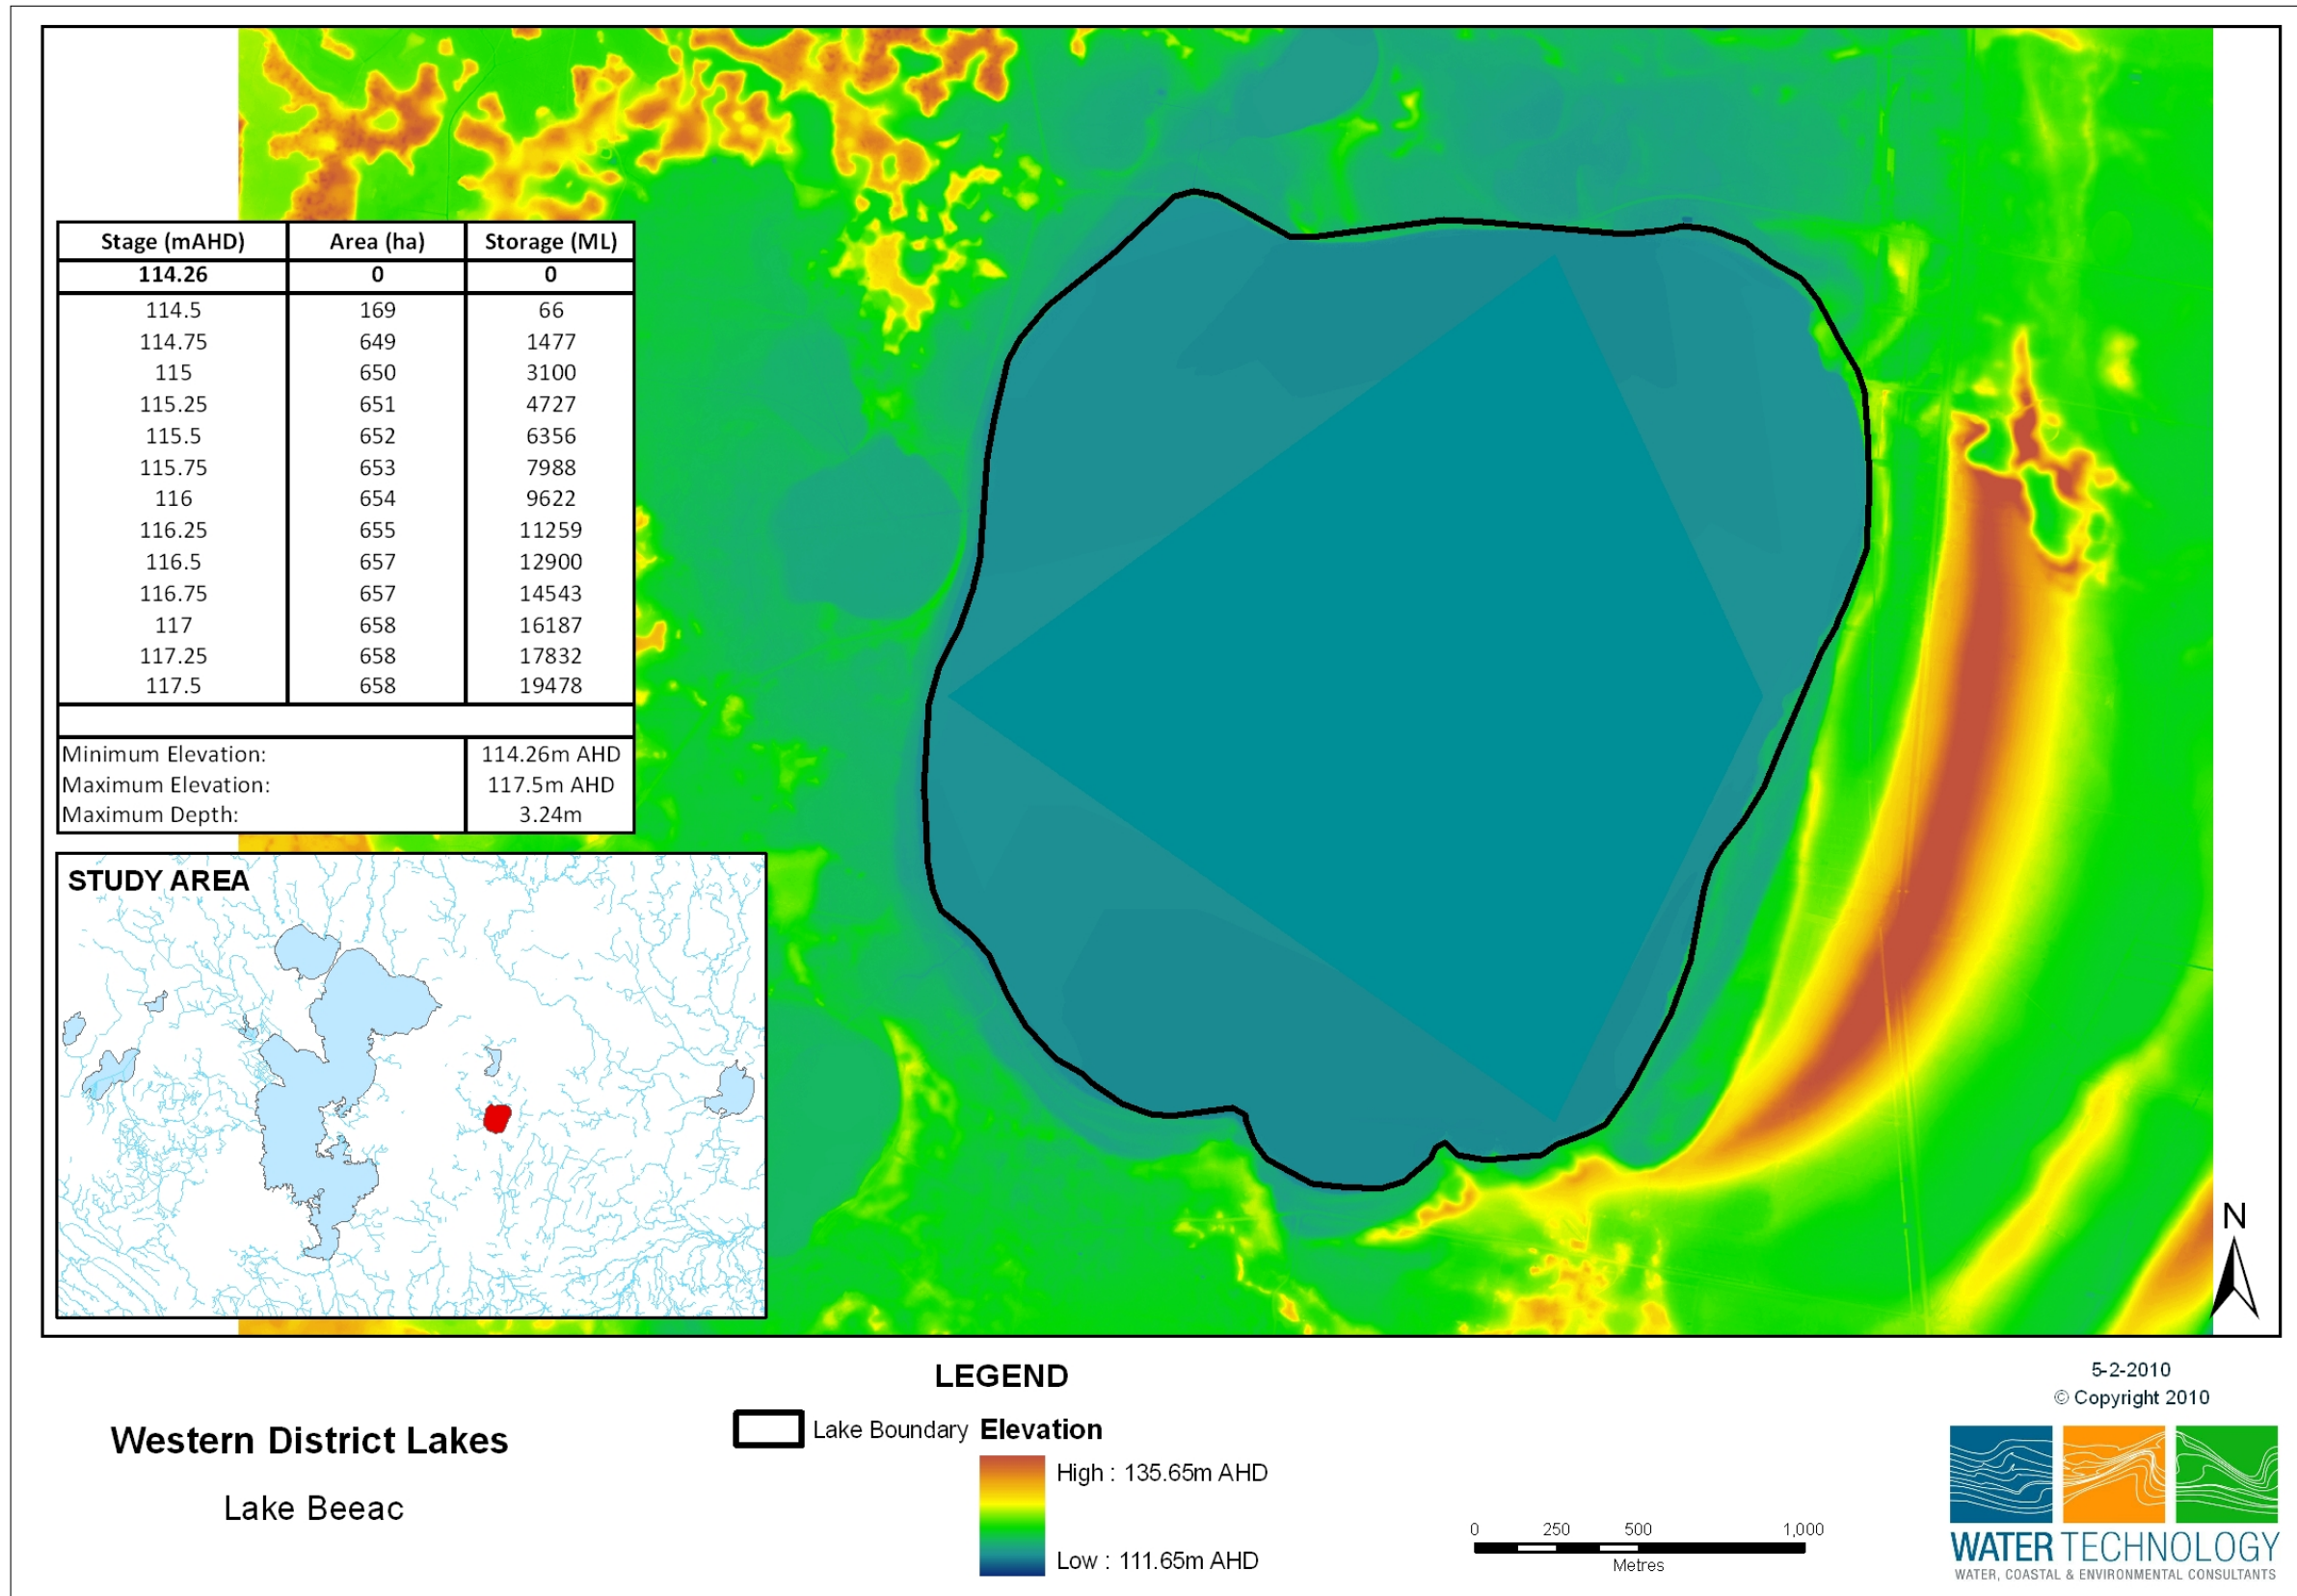 Stage (mAHD) Area (ha) Storage (ML)
114.26 0 0
114.5 169 66
114.75 649 1477
115 650 3100
115.25 651 4727
115.5 652 6356
115.75 653 7988
116 654 9622
116.25 655 11259
116.5 657 12900
116.75 657 14543
117 658 16187
117.25 658 17832
117.5 658 19478
Minimum Elevation: 114.26m AHD
Maximum Elevation: 117.5m AHD
Maximum Depth: 3.24m
STUDY AREA
N
Western District Lakes
Lake Beeac
LEGEND
Lake Boundary
Elevation
High : 135.65m AHD
Low : 111.65m AHD
0 250 500 1,000
Metres
5-2-2010
© Copyright 2010
WATER TECHNOLOGY
WATER, COASTAL & ENVIRONMENTAL CONSULTANTS